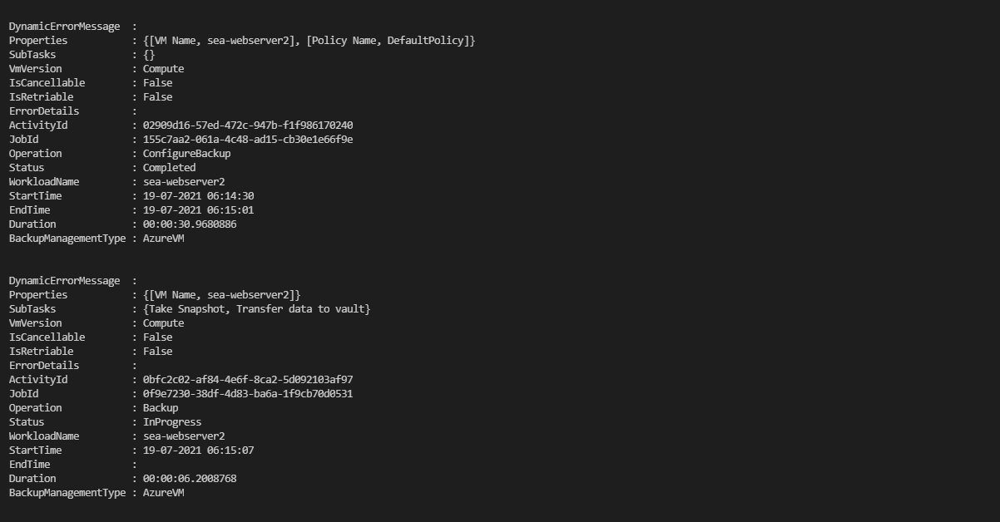 DynamicErrorMessage  :
Properties           : {[VM Name, sea-webserver2], [Policy Name, DefaultPolicy]}
SubTasks             : {}
VmVersion            : Compute
IsCancellable        : False
IsRetriable          : False
ErrorDetails         :
ActivityId           : 02909d16-57ed-472c-947b-f1f986170240
JobId                : 155c7aa2-061a-4c48-ad15-cb30e1e66f9e
Operation            : ConfigureBackup
Status               : Completed
WorkloadName         : sea-webserver2
StartTime            : 19-07-2021 06:14:30
EndTime              : 19-07-2021 06:15:01
Duration             : 00:00:30.9680886
BackupManagementType : AzureVM

DynamicErrorMessage  :
Properties           : {[VM Name, sea-webserver2]}
SubTasks             : {Take Snapshot, Transfer data to vault}
VmVersion            : Compute
IsCancellable        : False
IsRetriable          : False
ErrorDetails         :
ActivityId           : 0bfc2c02-af84-4e6f-8ca2-5d092103af97
JobId                : 0f9e7230-38df-4d83-ba6a-1f9cb70d0531
Operation            : Backup
Status               : InProgress
WorkloadName         : sea-webserver2
StartTime            : 19-07-2021 06:15:07
EndTime              :
Duration             : 00:00:06.2008768
BackupManagementType : AzureVM